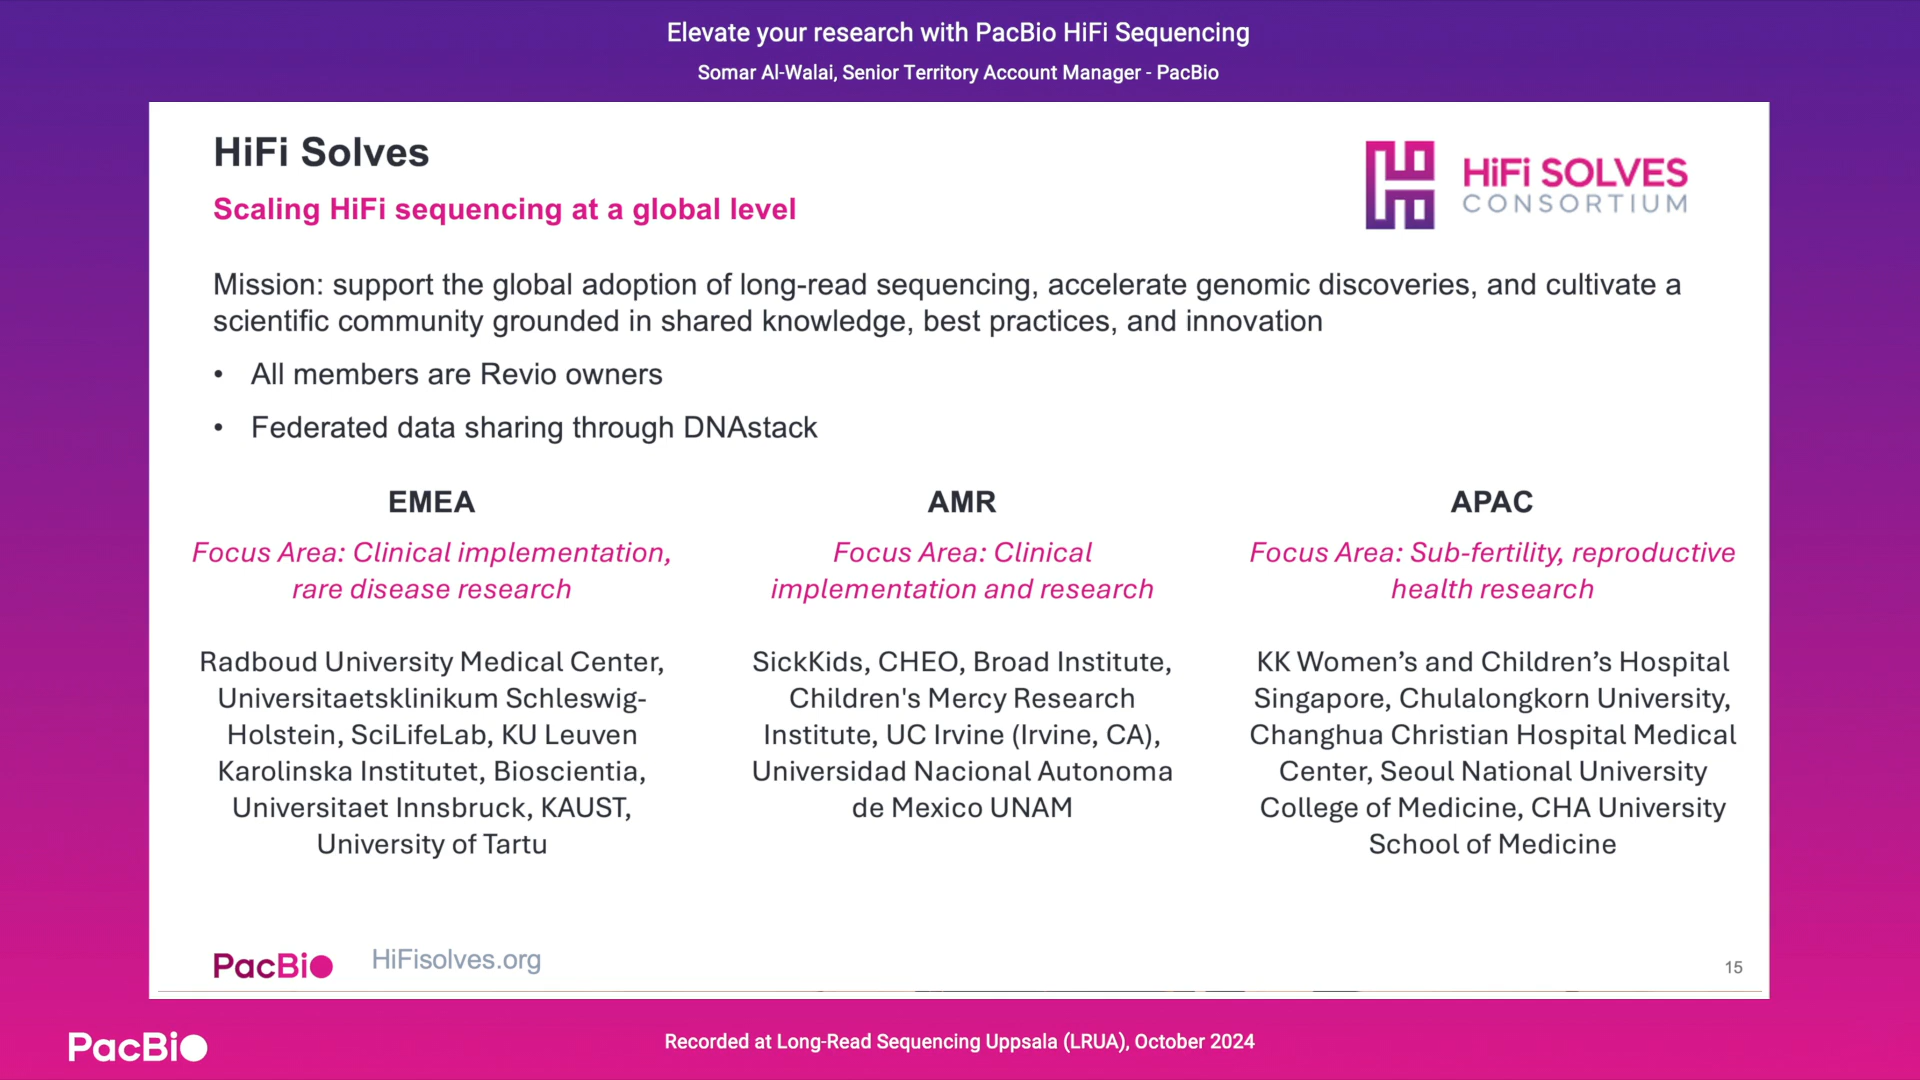 Elevate your research with PacBio HiFi Sequencing
Somar Al-Walai, Senior Territory Account Manager - PacBio
HiFi Solves
HiFi SOLVES
CONSORTIUM
Scaling HiFi sequencing at a global level
Mission: support the global adoption of long-read sequencing, accelerate genomic discoveries, and cultivate a
scientific community grounded in shared knowledge, best practices, and innovation
• All members are Revio owners
• Federated data sharing through DNAstack
EMEA
Focus Area: Clinical implementation,
rare disease research
Radboud University Medical Center,
Universitaetsklinikum Schleswig-
Holstein, SciLifeLab, KU Leuven
Karolinska Institutet, Bioscientia,
Universitaet Innsbruck, KAUST,
University of Tartu
AMR
Focus Area: Clinical
implementation and research
SickKids, CHEO, Broad Institute,
Children's Mercy Research
Institute, UC Irvine (Irvine, CA),
Universidad Nacional Autonoma
de Mexico UNAM
APAC
Focus Area: Sub-fertility, reproductive
health research
KK Women’s and Children’s Hospital
Singapore, Chulalongkorn University,
Changhua Christian Hospital Medical
Center, Seoul National University
College of Medicine, CHA University
School of Medicine
PacBio
HiFisolves.org
15
PacBio
Recorded at Long-Read Sequencing Uppsala (LRUA), October 2024